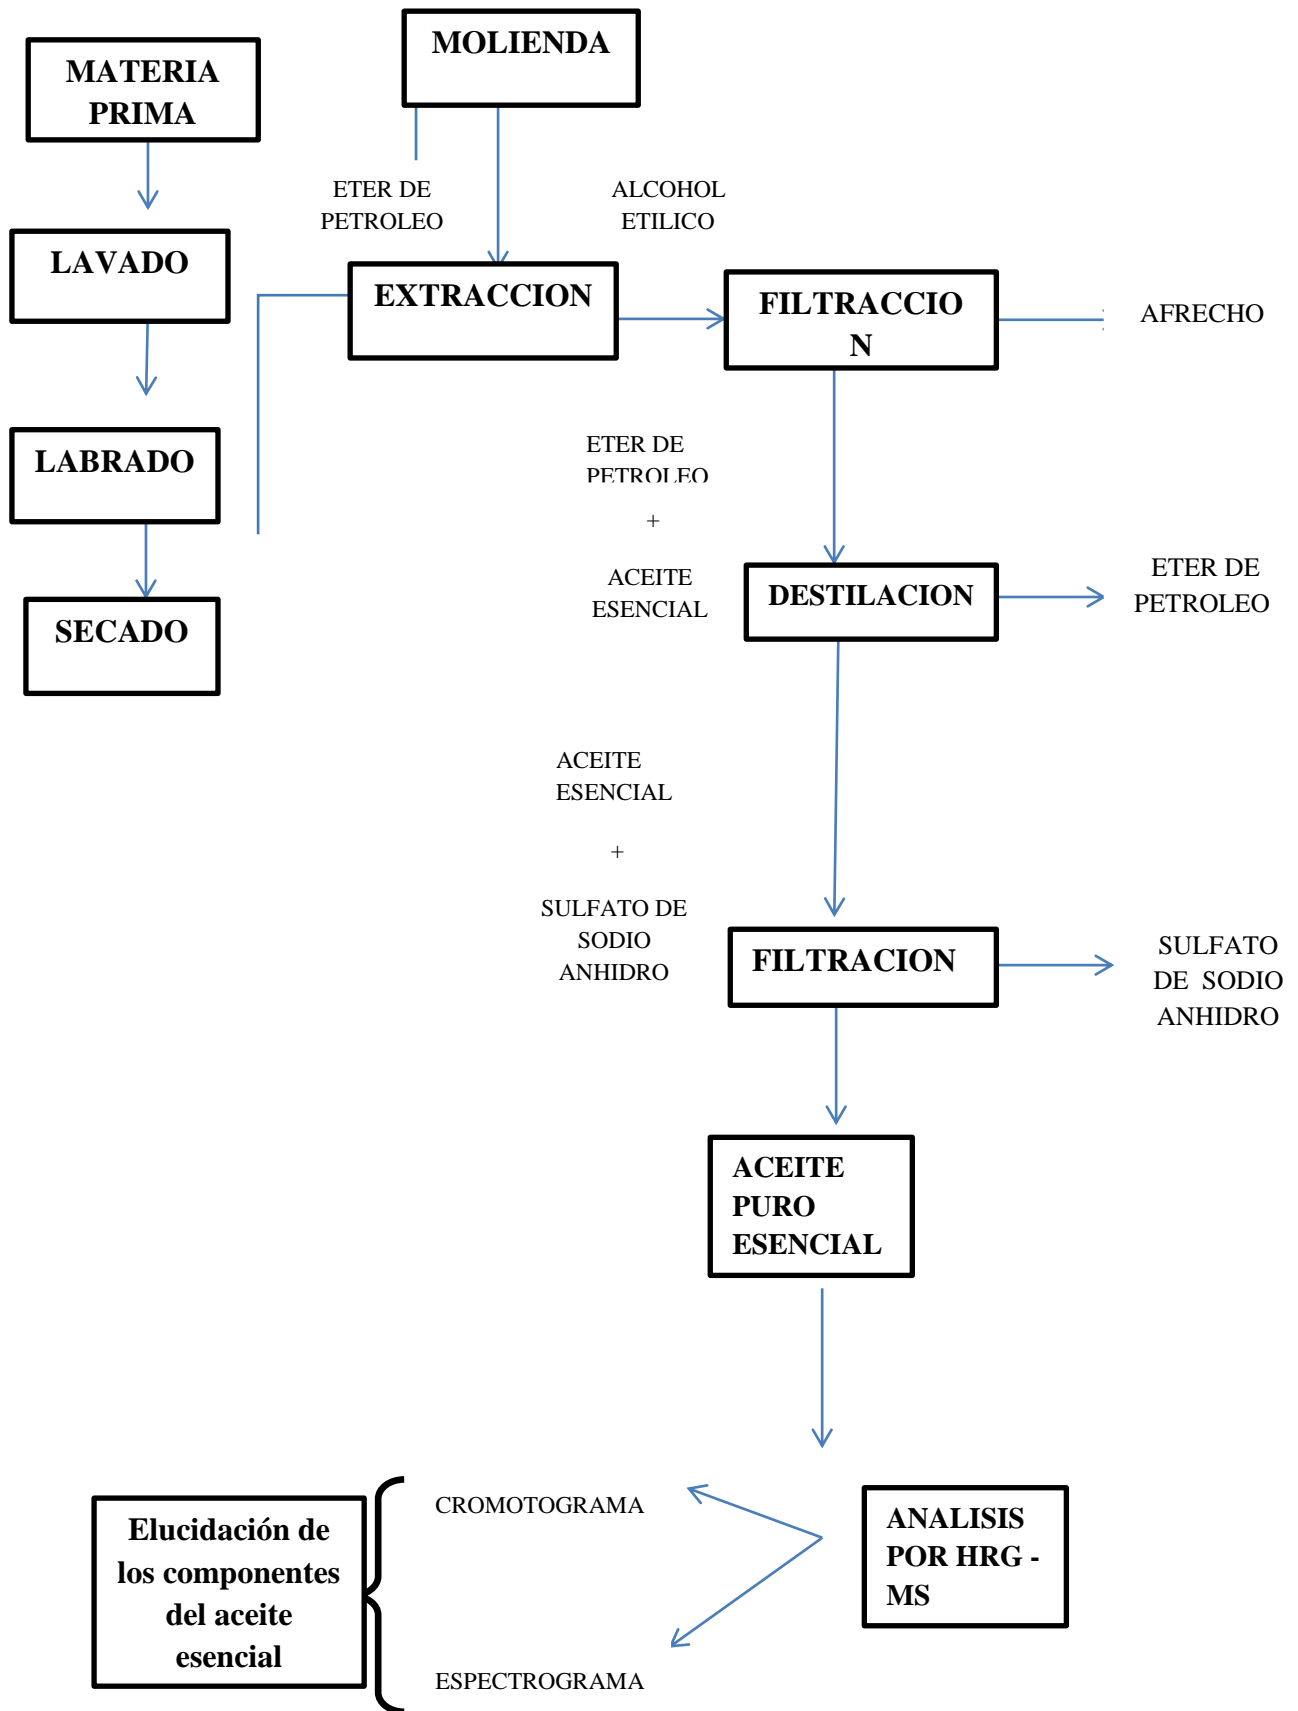 MATERIA
PRIMA
LAVADO
LABRADO
SECADO
MOLIENDA
ETER DE
PETROLEO
ALCOHOL
ETILICO
EXTRACCION
FILTRACCIO
N
AFRECHO
ETER DE
PETROLEO
+
ACEITE
ESENCIAL
DESTILACION
ETER DE
PETROLEO
ACEITE
ESENCIAL
+
SULFATO DE
SODIO
ANHIDRO
FILTRACION
SULFATO
DE SODIO
ANHIDRO
ACEITE
PURO
ESENCIAL
ANALISIS
POR HRG -
MS
CROMOTOGRAMA
ESPECTROGRAMA
Elucidación de
los componentes
del aceite
esencial